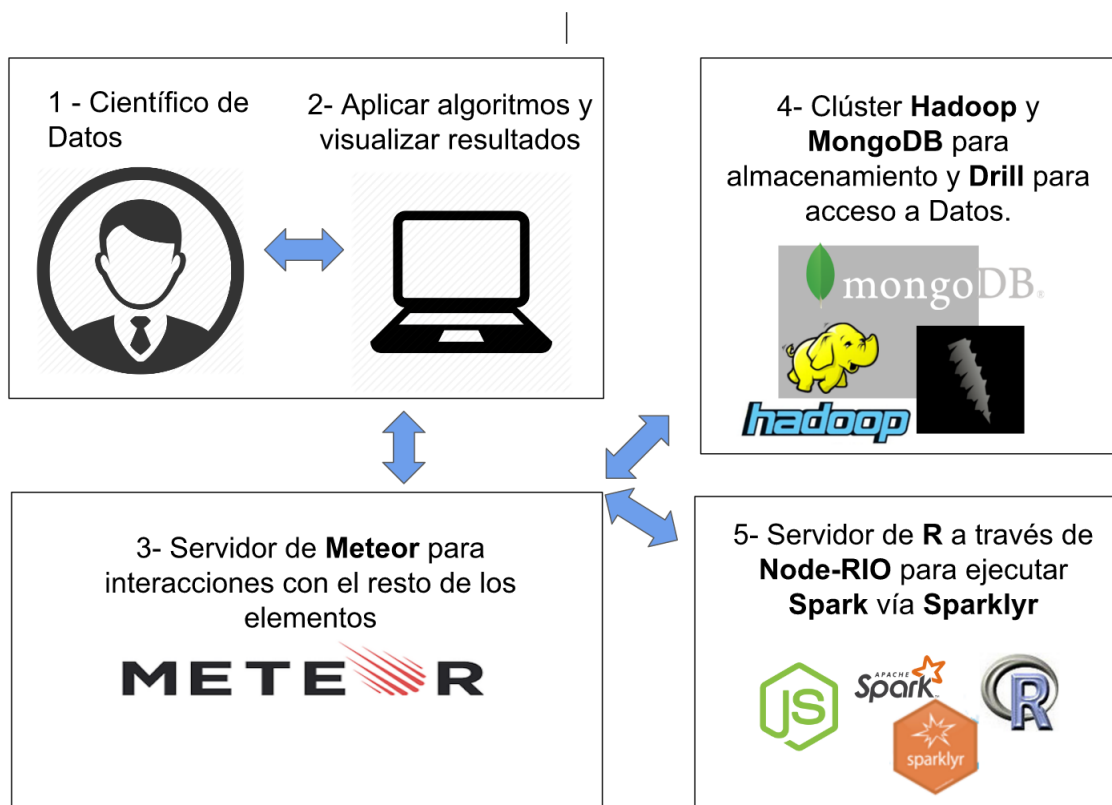 1 - Científico de
Datos
2- Aplicar algoritmos y
visualizar resultados
4- Clúster Hadoop y
MongoDB para
almacenamiento y Drill para
acceso a Datos.
mongoDB®
hadoop
3- Servidor de Meteor para
interacciones con el resto de los
elementos
METEOR
5- Servidor de R a través de
Node-RIO para ejecutar
Spark vía Sparklyr
JS
APACHE
Spark™
R
sparklyr